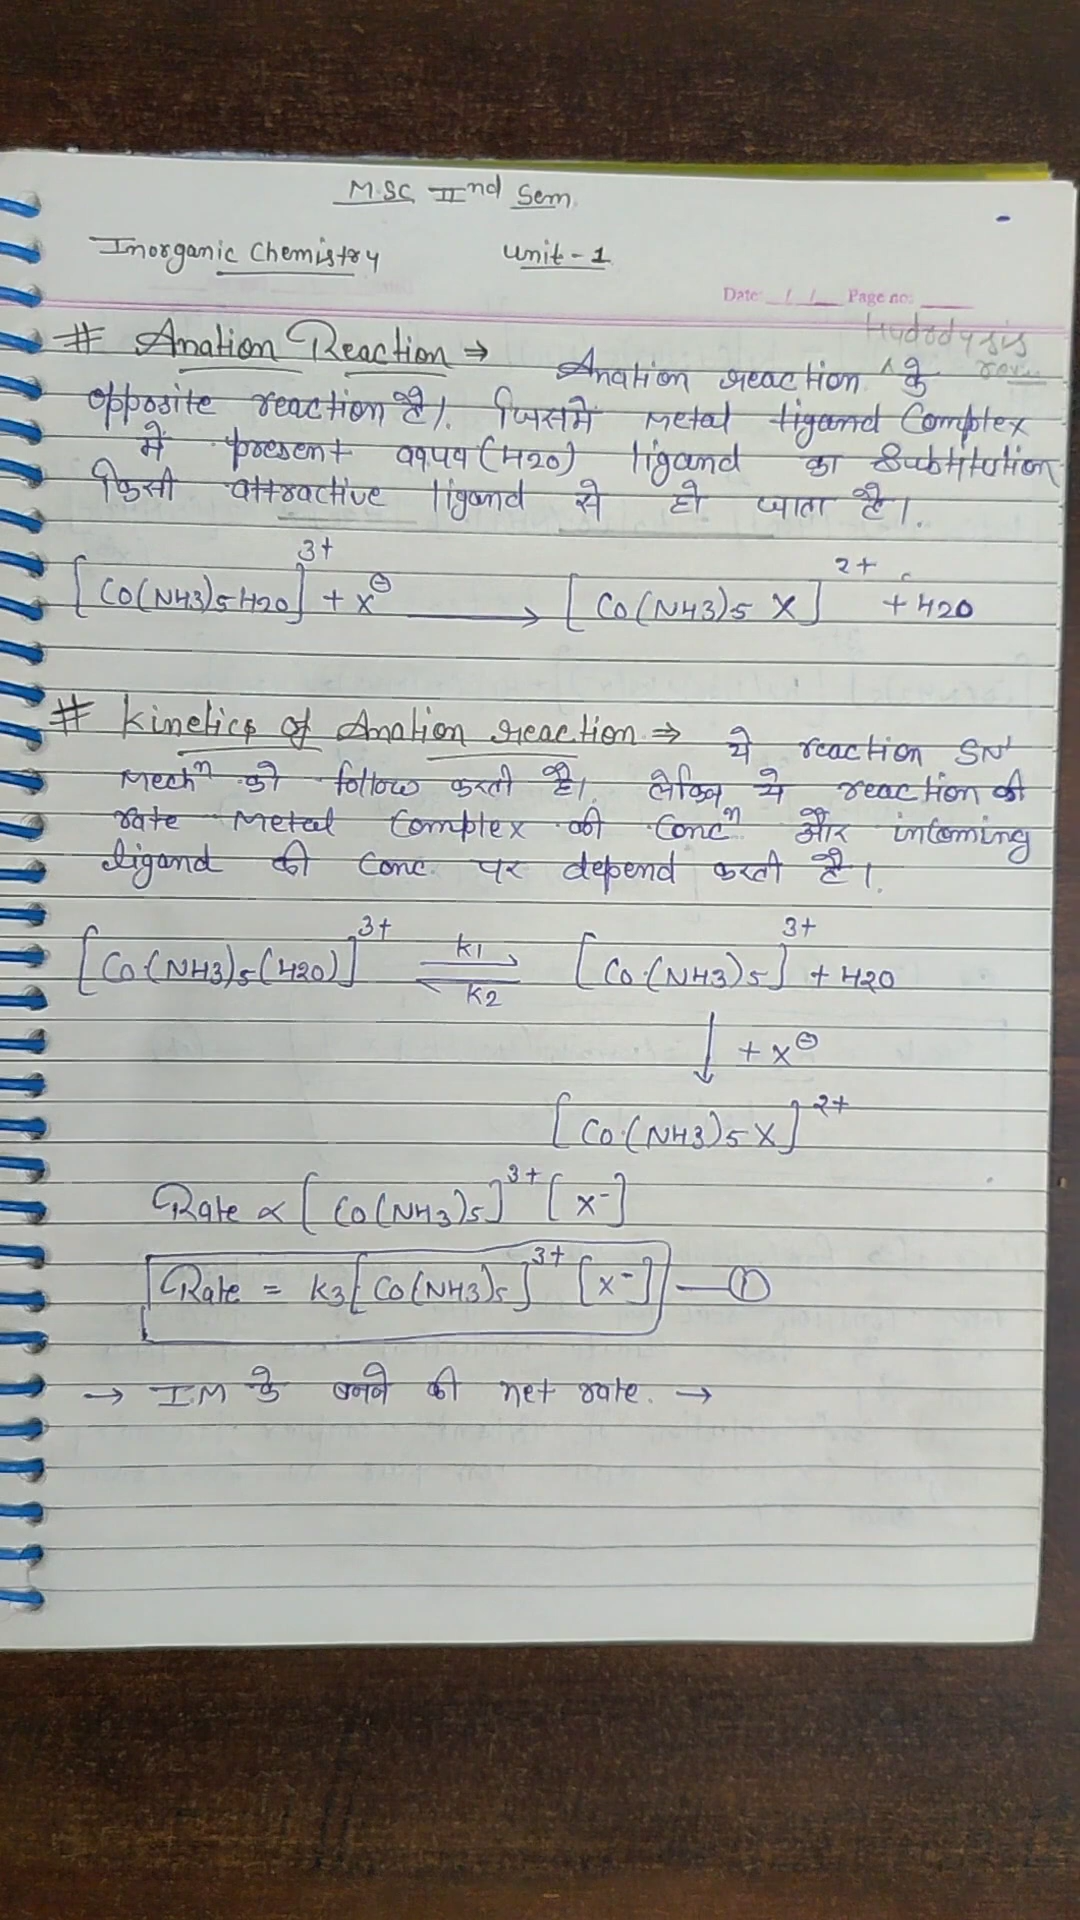 M.SC IInd Sem.
Inorganic Chemistry Unit-1
Date: / / Page no:
Hydrolysis
# Anation Reaction ⇒ Anation reaction ^ के
opposite reaction है।. जिसमें metal ligand Complex
में present aqua (H2O) ligand का Substitution
किसी attractive ligand से हो जाता है।.
[Co(NH3)5H2O]3+ + x⊖ ⟶ [Co(NH3)5 X]2+ + H2O
# Kinetics of Anation reaction ⇒ ये reaction SN'
Mechn को follow करती है।. लेकिन ये reaction की
rate metal Complex की Concn और incoming
ligand की Conc. पर depend करती है।.
[Co(NH3)5(H2O)]3+ k1 ⇌ k2 [Co(NH3)5]3+ + H2O
↓ + x⊖
[Co(NH3)5X]2+
Rate ∝ [Co(NH3)5]3+ [x-]
Rate = k3[Co(NH3)5]3+ [x-] — ①
→ I.M के बनने की net rate. →